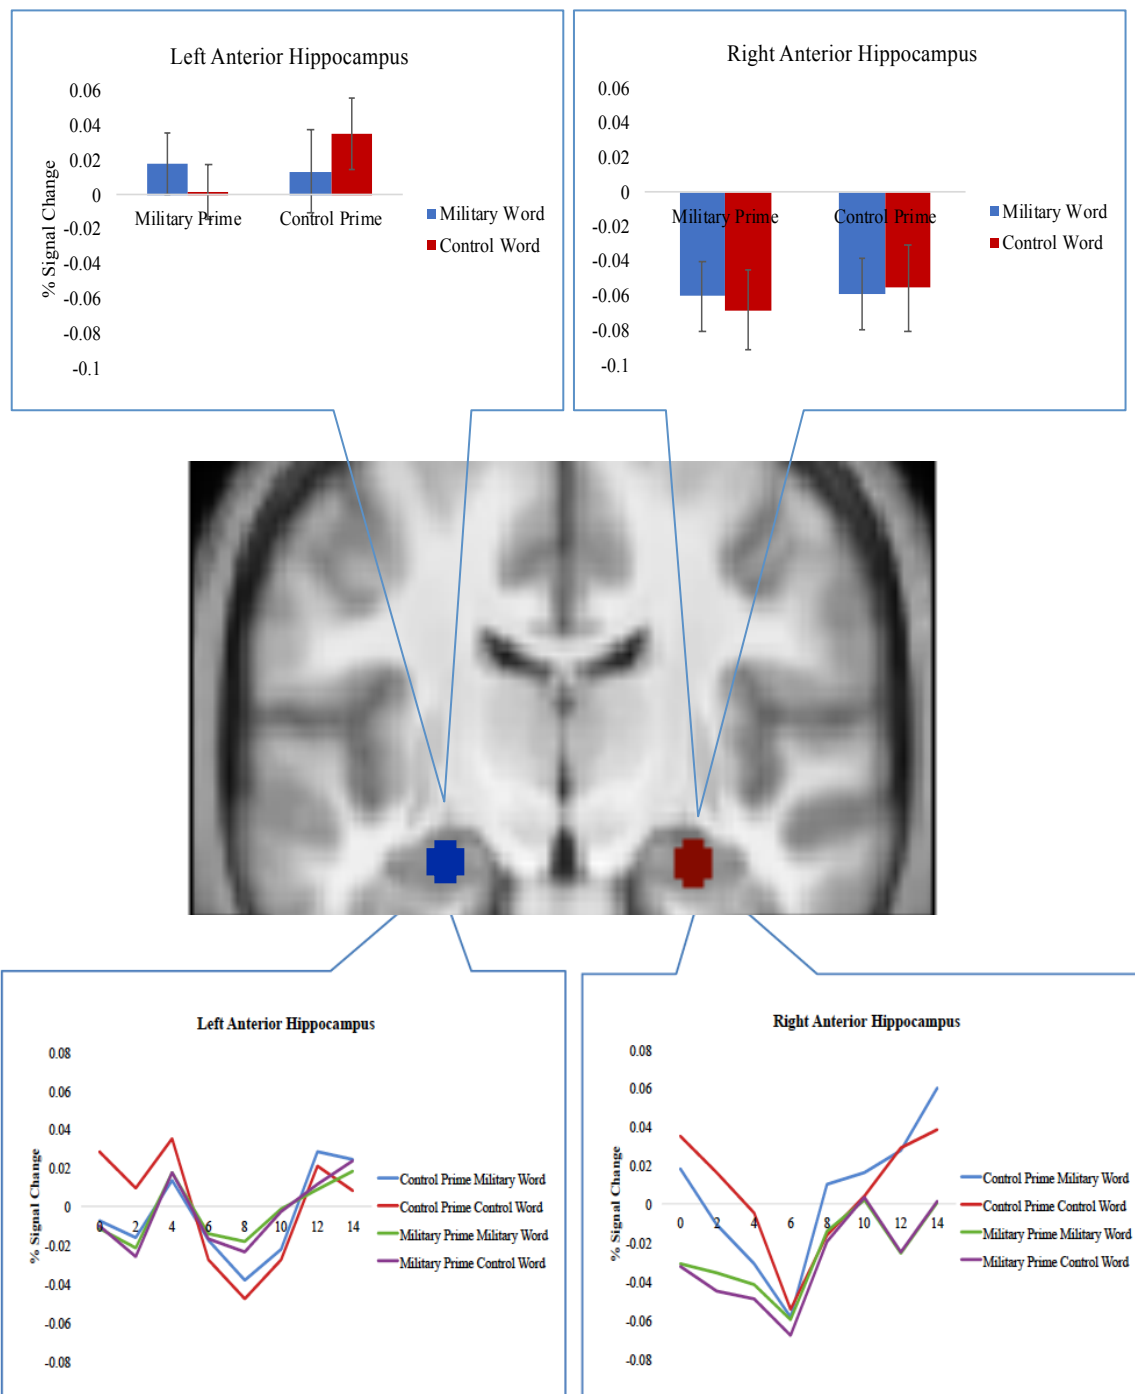 Left Anterior Hippocampus
% Signal Change
0.06
0.04
0.02
0
-0.02
-0.04
-0.06
-0.08
-0.1
Military Prime
Control Prime
Military Word
Control Word
Right Anterior Hippocampus
0.06
0.04
0.02
0
-0.02
-0.04
-0.06
-0.08
-0.1
Military Prime
Control Prime
Military Word
Control Word
Left Anterior Hippocampus
% Signal Change
0.08
0.06
0.04
0.02
0
-0.02
-0.04
-0.06
-0.08
0 2 4 6 8 10 12 14
Control Prime Military Word
Control Prime Control Word
Military Prime Military Word
Military Prime Control Word
Right Anterior Hippocampus
% Signal Change
0.08
0.06
0.04
0.02
0
-0.02
-0.04
-0.06
-0.08
0 2 4 6 8 10 12 14
Control Prime Military Word
Control Prime Control Word
Military Prime Military Word
Military Prime Control Word